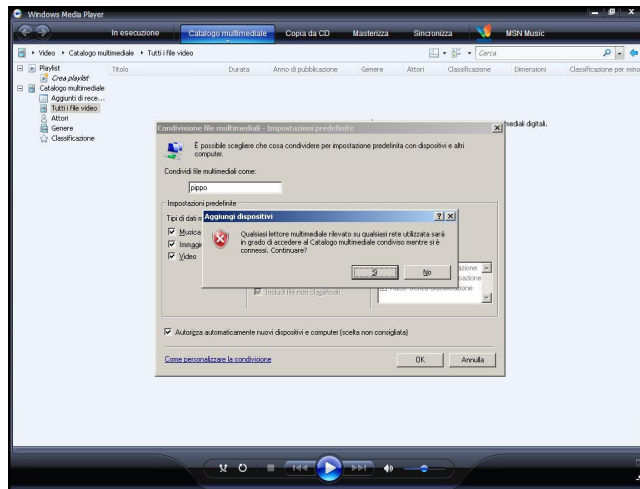 Windows Media Player
In esecuzione
Catalogo multimediale
Copia da CD
Masterizza
Sincronizza
MSN Music
Video
Catalogo multimediale
Tutti i file video
Cerca
Playlist
Crea playlist
Catalogo multimediale
Aggiunti di rece...
Tutti i file video
Attori
Genere
Classificazione
Titolo
Durata
Anno di pubblicazione
Genere
Attori
Classificazione
Dimensioni
Classificazione per mino
mediali digitali.
Condivisione file multimediali - Impostazioni predefinite
È possibile scegliere che cosa condividere per impostazione predefinita con dispositivi e altri
computer.
Condividi file multimediali come:
pippo
Impostazioni predefinite
Tipi di dati m
Musica
Immagin
Video
Aggiungi dispositivi
Qualsiasi lettore multimediale rilevato su qualsiasi rete utilizzata sarà
in grado di accedere al Catalogo multimediale condiviso mentre si è
connessi. Continuare?
Sì
No
Includi file non classificati
Autorizza automaticamente nuovi dispositivi e computer (scelta non consigliata)
Come personalizzare la condivisione
OK
Annulla